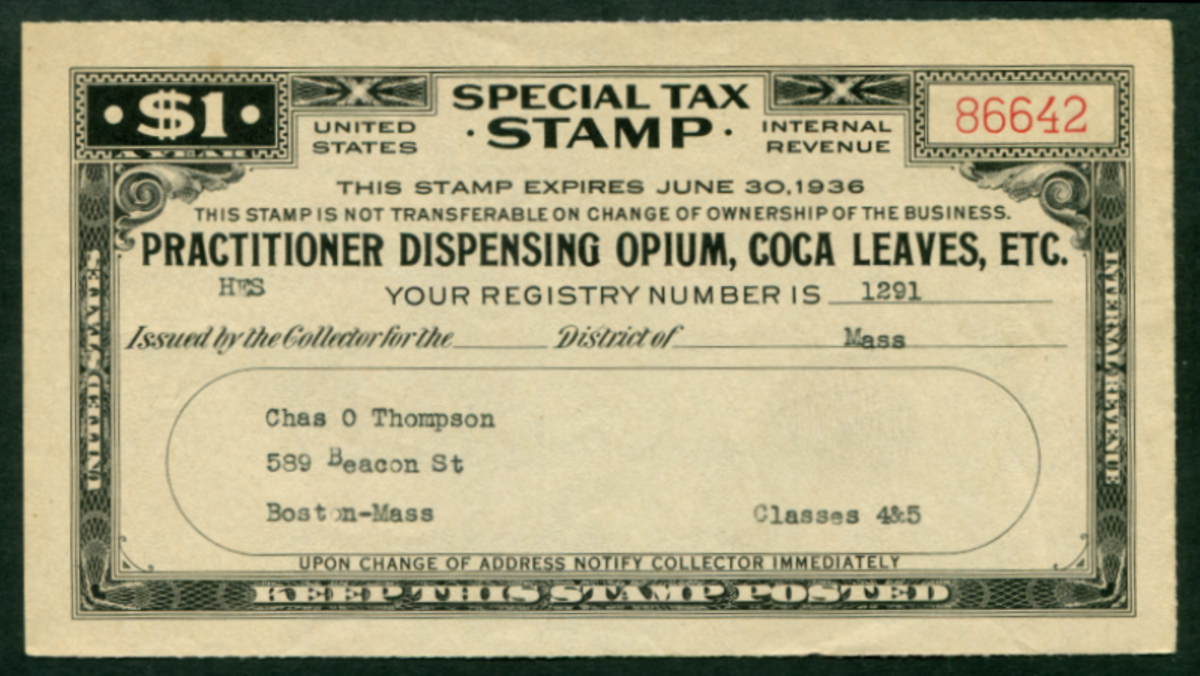 $1
A YEAR
UNITED STATES
SPECIAL TAX
STAMP
INTERNAL REVENUE
86642
THIS STAMP EXPIRES JUNE 30,1936
THIS STAMP IS NOT TRANSFERABLE ON CHANGE OF OWNERSHIP OF THE BUSINESS.
PRACTITIONER DISPENSING OPIUM, COCA LEAVES, ETC.
HES
YOUR REGISTRY NUMBER IS 1291
Issued by the Collector for the District of Mass
Chas O Thompson
589 Beacon St
Boston-Mass Classes 4&5
UPON CHANGE OF ADDRESS NOTIFY COLLECTOR IMMEDIATELY
KEEP THIS STAMP POSTED
UNITED STATES
INTERNAL REVENUE